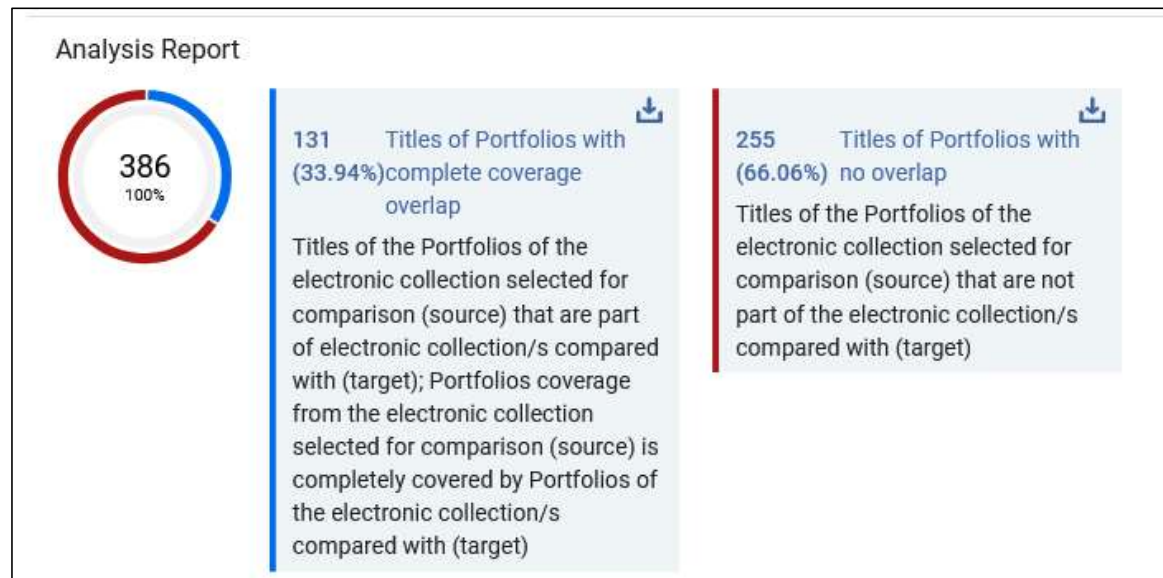 Analysis Report
386
100%
131 Titles of Portfolios with
(33.94%) complete coverage
overlap
Titles of the Portfolios of the
electronic collection selected for
comparison (source) that are part
of electronic collection/s compared
with (target); Portfolios coverage
from the electronic collection
selected for comparison (source) is
completely covered by Portfolios of
the electronic collection/s
compared with (target)
255 Titles of Portfolios with
(66.06%) no overlap
Titles of the Portfolios of the
electronic collection selected for
comparison (source) that are not
part of the electronic collection/s
compared with (target)